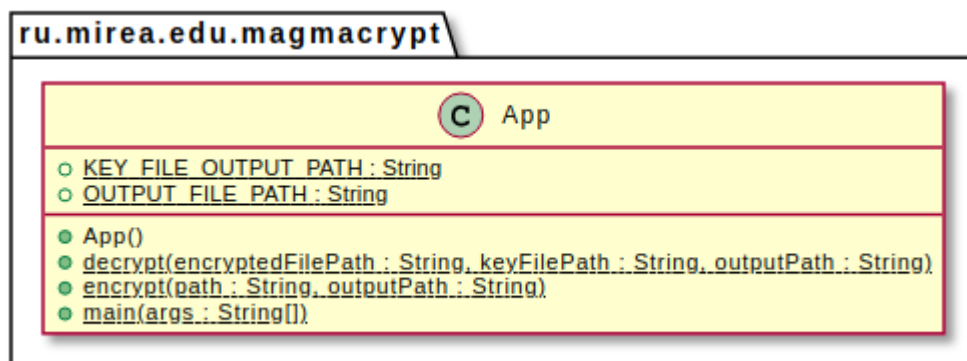 ru.mirea.edu.magmacrypt
C App
KEY_FILE_OUTPUT_PATH : String
OUTPUT_FILE_PATH : String
App()
decrypt(encryptedFilePath : String, keyFilePath : String, outputPath : String)
encrypt(path : String, outputPath : String)
main(args : String[])